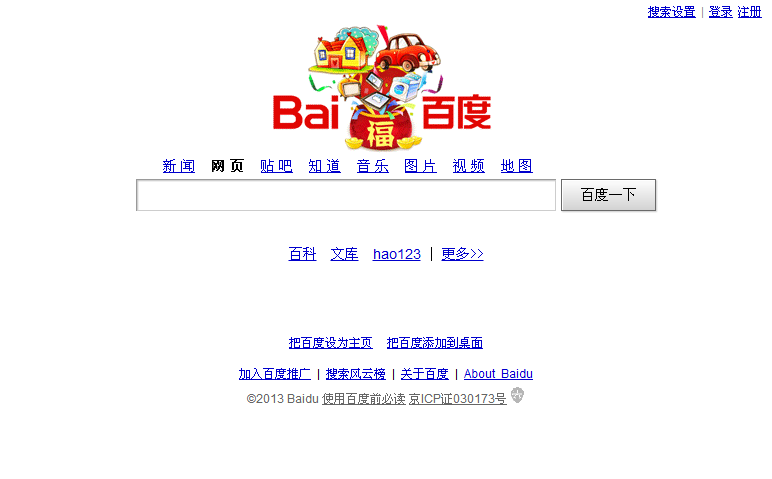 搜索设置 | 登录 注册
Bai 百度
福
新闻 网页 贴吧 知道 音乐 图片 视频 地图
百度一下
百科 文库 hao123 | 更多>>
把百度设为主页 把百度添加到桌面
加入百度推广 | 搜索风云榜 | 关于百度 | About Baidu
©2013 Baidu 使用百度前必读 京ICP证030173号